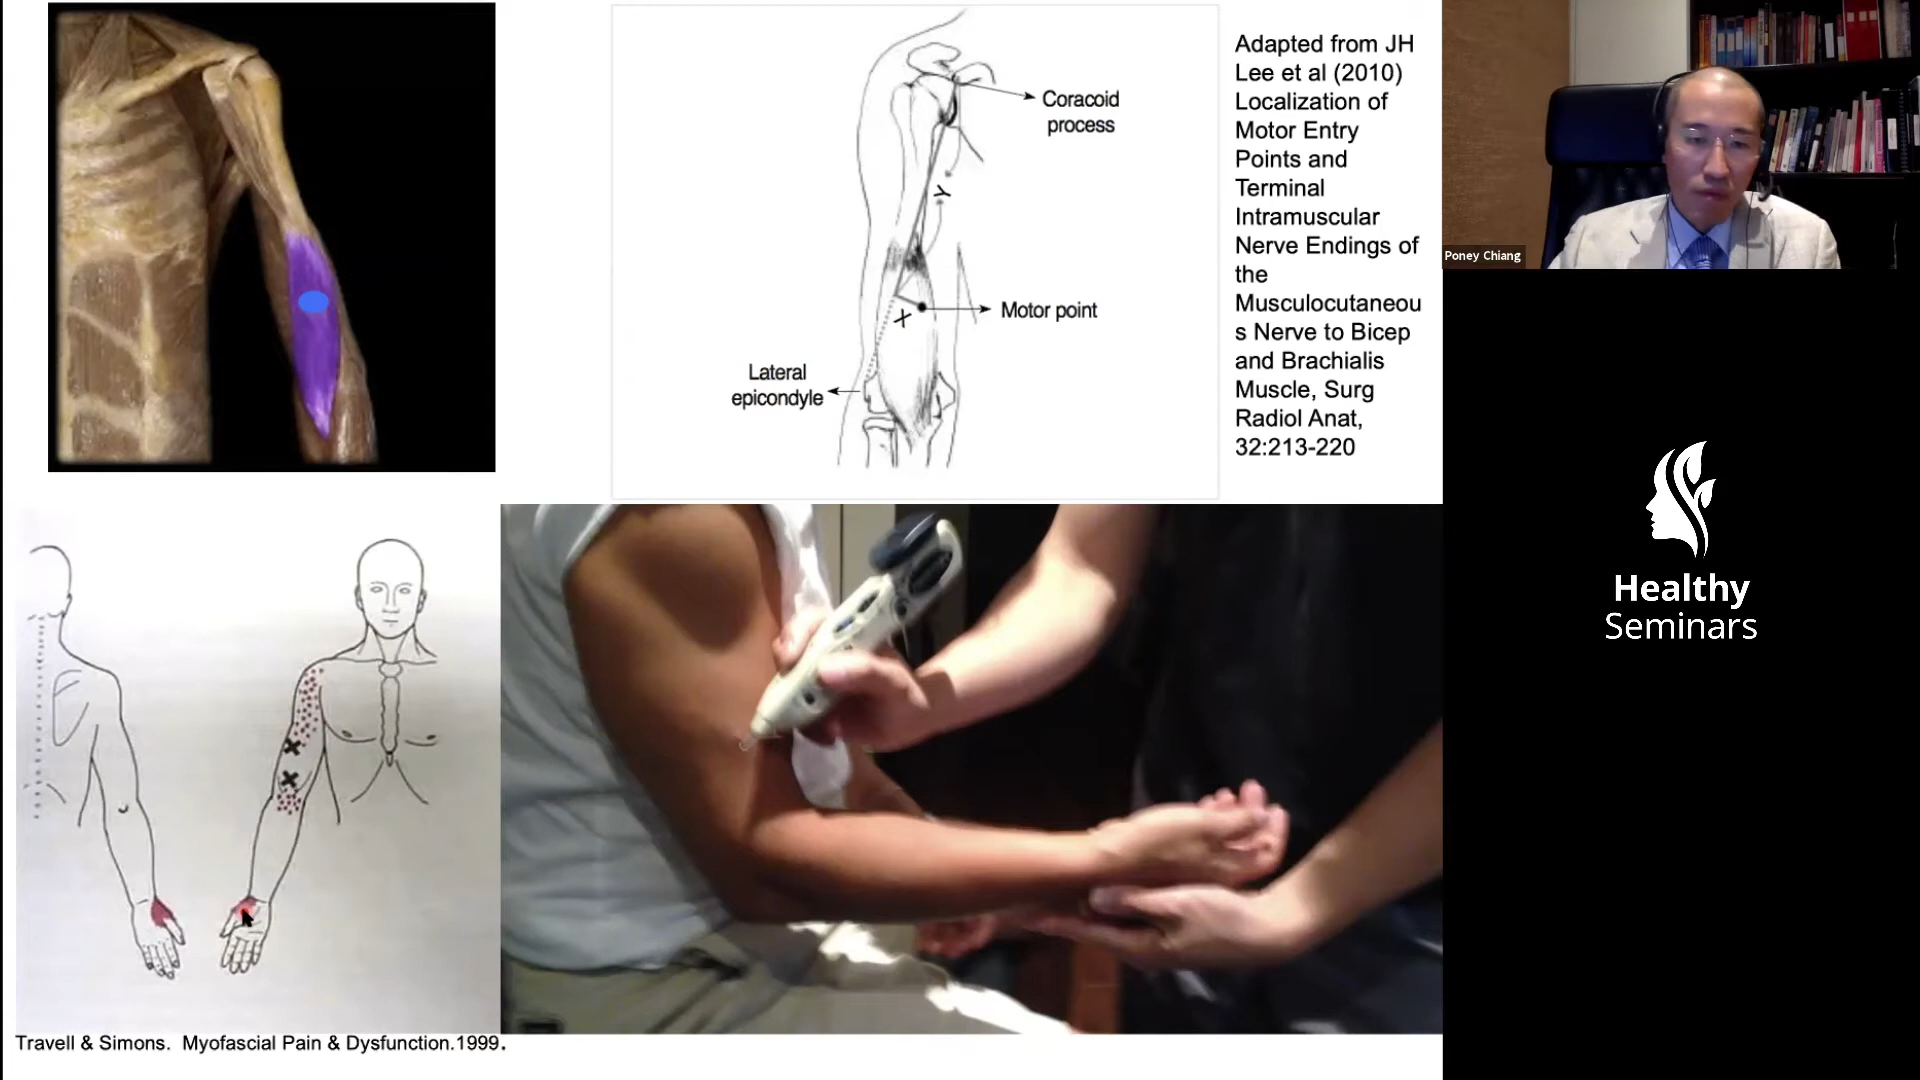 Coracoid
process
Y
Motor point
X
Lateral
epicondyle
Adapted from JH
Lee et al (2010)
Localization of
Motor Entry
Points and
Terminal
Intramuscular
Nerve Endings of
the
Musculocutaneou
s Nerve to Bicep
and Brachialis
Muscle, Surg
Radiol Anat,
32:213-220
Poney Chiang
Healthy
Seminars
Travell & Simons.  Myofascial Pain & Dysfunction.1999.